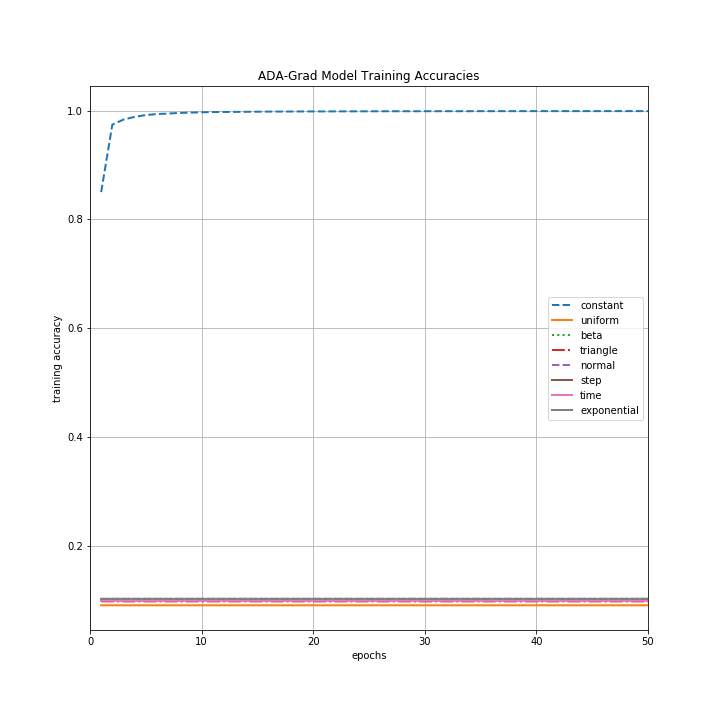 ADA-Grad Model Training Accuracies
1.0
0.8
0.6
0.4
0.2
training accuracy
constant
uniform
beta
triangle
normal
step
time
exponential
0 10 20 30 40 50
epochs